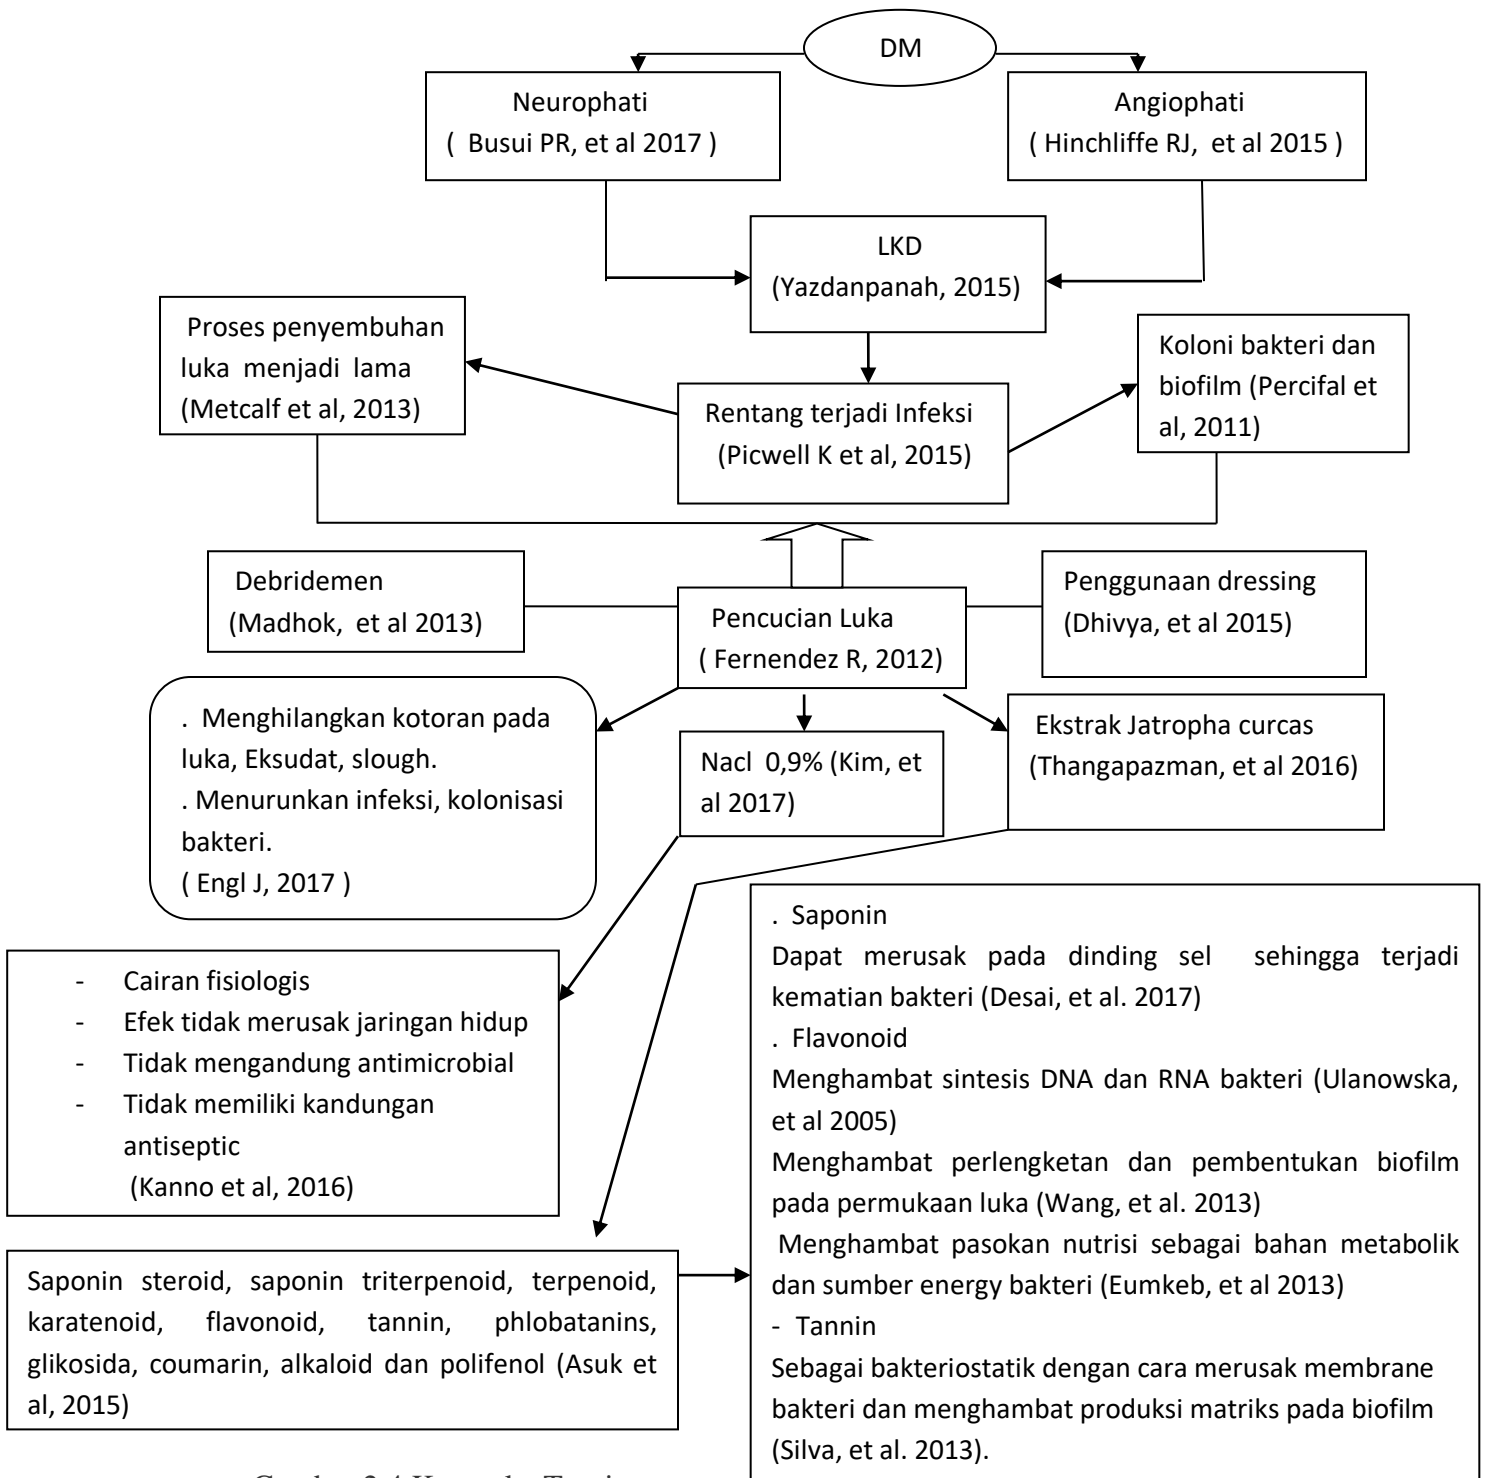 DM
Neurophati
( Busui PR, et al 2017 )
Angiophati
( Hinchliffe RJ, et al 2015 )
LKD
(Yazdanpanah, 2015)
Proses penyembuhan
luka menjadi lama
(Metcalf et al, 2013)
Rentang terjadi Infeksi
(Picwell K et al, 2015)
Koloni bakteri dan
biofilm (Percifal et
al, 2011)
Debridemen
(Madhok, et al 2013)
Pencucian Luka
( Fernendez R, 2012)
Penggunaan dressing
(Dhivya, et al 2015)
. Menghilangkan kotoran pada
luka, Eksudat, slough.
. Menurunkan infeksi, kolonisasi
bakteri.
( Engl J, 2017 )
Nacl 0,9% (Kim, et
al 2017)
Ekstrak Jatropha curcas
(Thangapazman, et al 2016)
- Cairan fisiologis
- Efek tidak merusak jaringan hidup
- Tidak mengandung antimicrobial
- Tidak memiliki kandungan
antiseptic
(Kanno et al, 2016)
. Saponin
Dapat merusak pada dinding sel sehingga terjadi
kematian bakteri (Desai, et al. 2017)
. Flavonoid
Menghambat sintesis DNA dan RNA bakteri (Ulanowska,
et al 2005)
Menghambat perlengketan dan pembentukan biofilm
pada permukaan luka (Wang, et al. 2013)
Menghambat pasokan nutrisi sebagai bahan metabolik
dan sumber energy bakteri (Eumkeb, et al 2013)
- Tannin
Sebagai bakteriostatik dengan cara merusak membrane
bakteri dan menghambat produksi matriks pada biofilm
(Silva, et al. 2013).
Saponin steroid, saponin triterpenoid, terpenoid,
karatenoid, flavonoid, tannin, phlobatanins,
glikosida, coumarin, alkaloid dan polifenol (Asuk et
al, 2015)